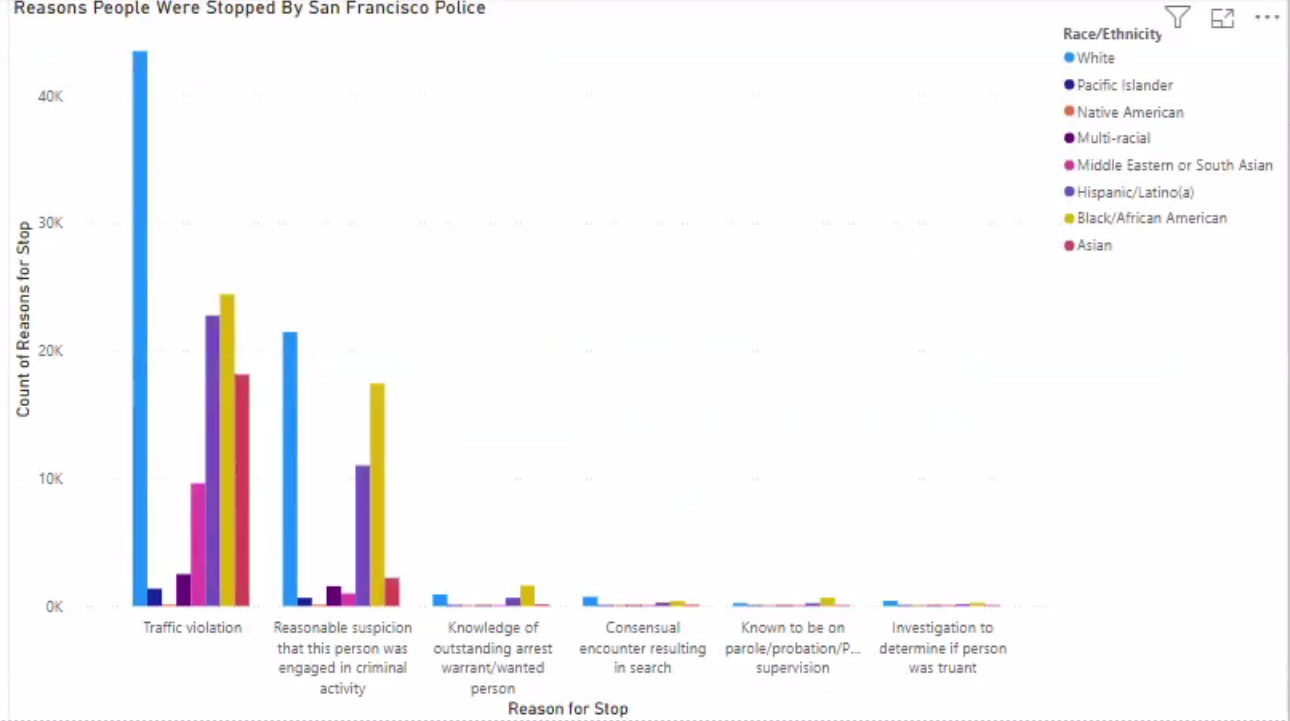 Reasons People Were Stopped By San Francisco Police
Race/Ethnicity
White
Pacific Islander
Native American
Multi-racial
Middle Eastern or South Asian
Hispanic/Latino(a)
Black/African American
Asian
Count of Reasons for Stop
40K
30K
20K
10K
0K
Traffic violation
Reasonable suspicion
that this person was
engaged in criminal
activity
Knowledge of
outstanding arrest
warrant/wanted
person
Consensual
encounter resulting
in search
Known to be on
parole/probation/P...
supervision
Investigation to
determine if person
was truant
Reason for Stop